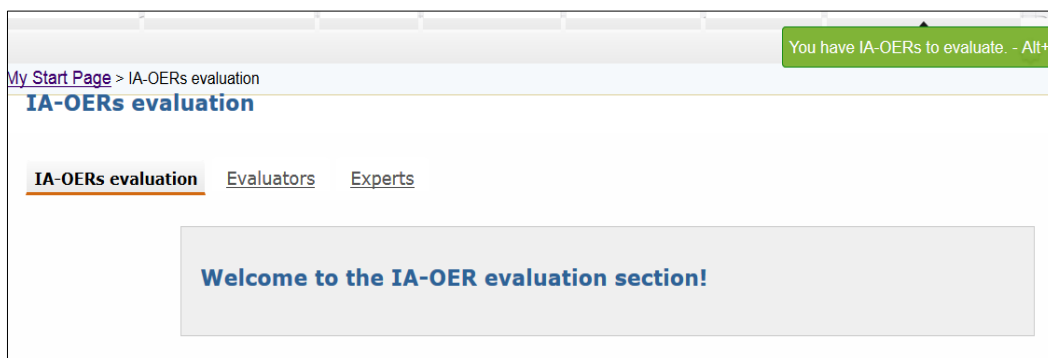 You have IA-OERs to evaluate. - Alt+
My Start Page > IA-OERs evaluation
IA-OERs evaluation
IA-OERs evaluation Evaluators Experts
Welcome to the IA-OER evaluation section!